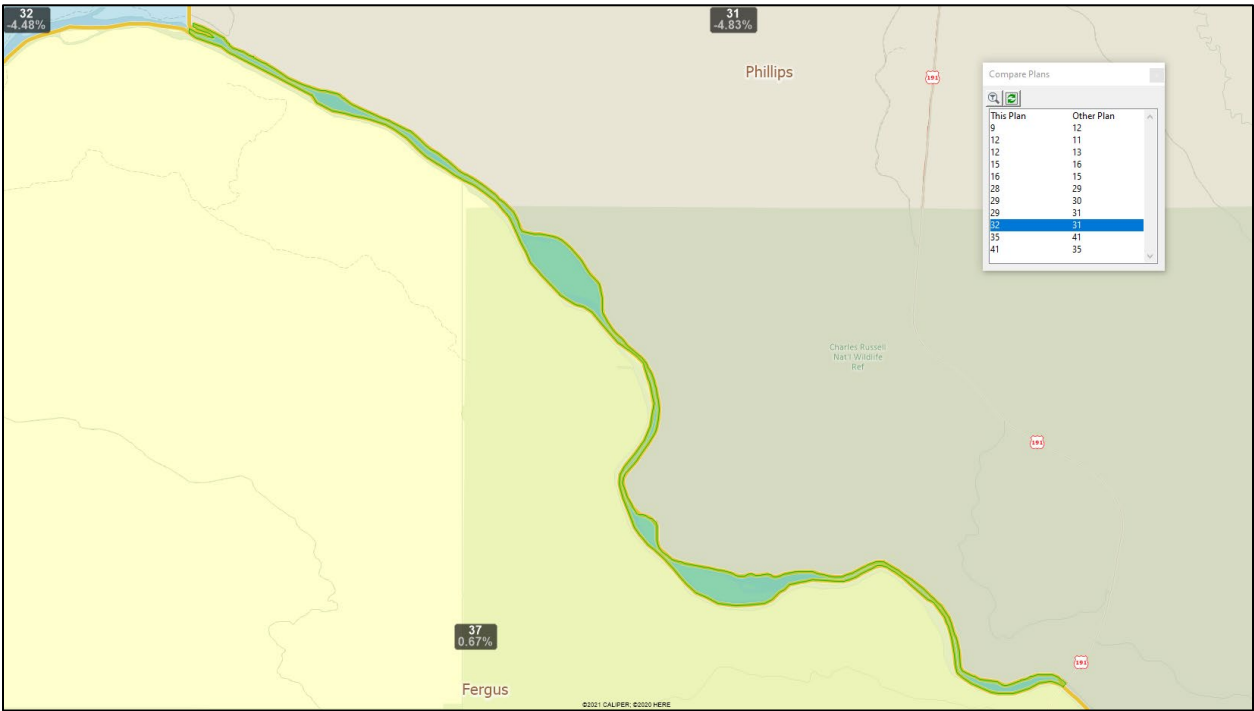 32
-4.48%
31
-4.83%
Phillips
191
Compare Plans
This Plan Other Plan
9 12
12 11
12 13
15 16
16 15
28 29
29 30
29 31
32 31
35 41
41 35
Charles Russell
Nat'l Wildlife
Ref
191
37
0.67%
191
Fergus
©2021 CALIPER; ©2020 HERE